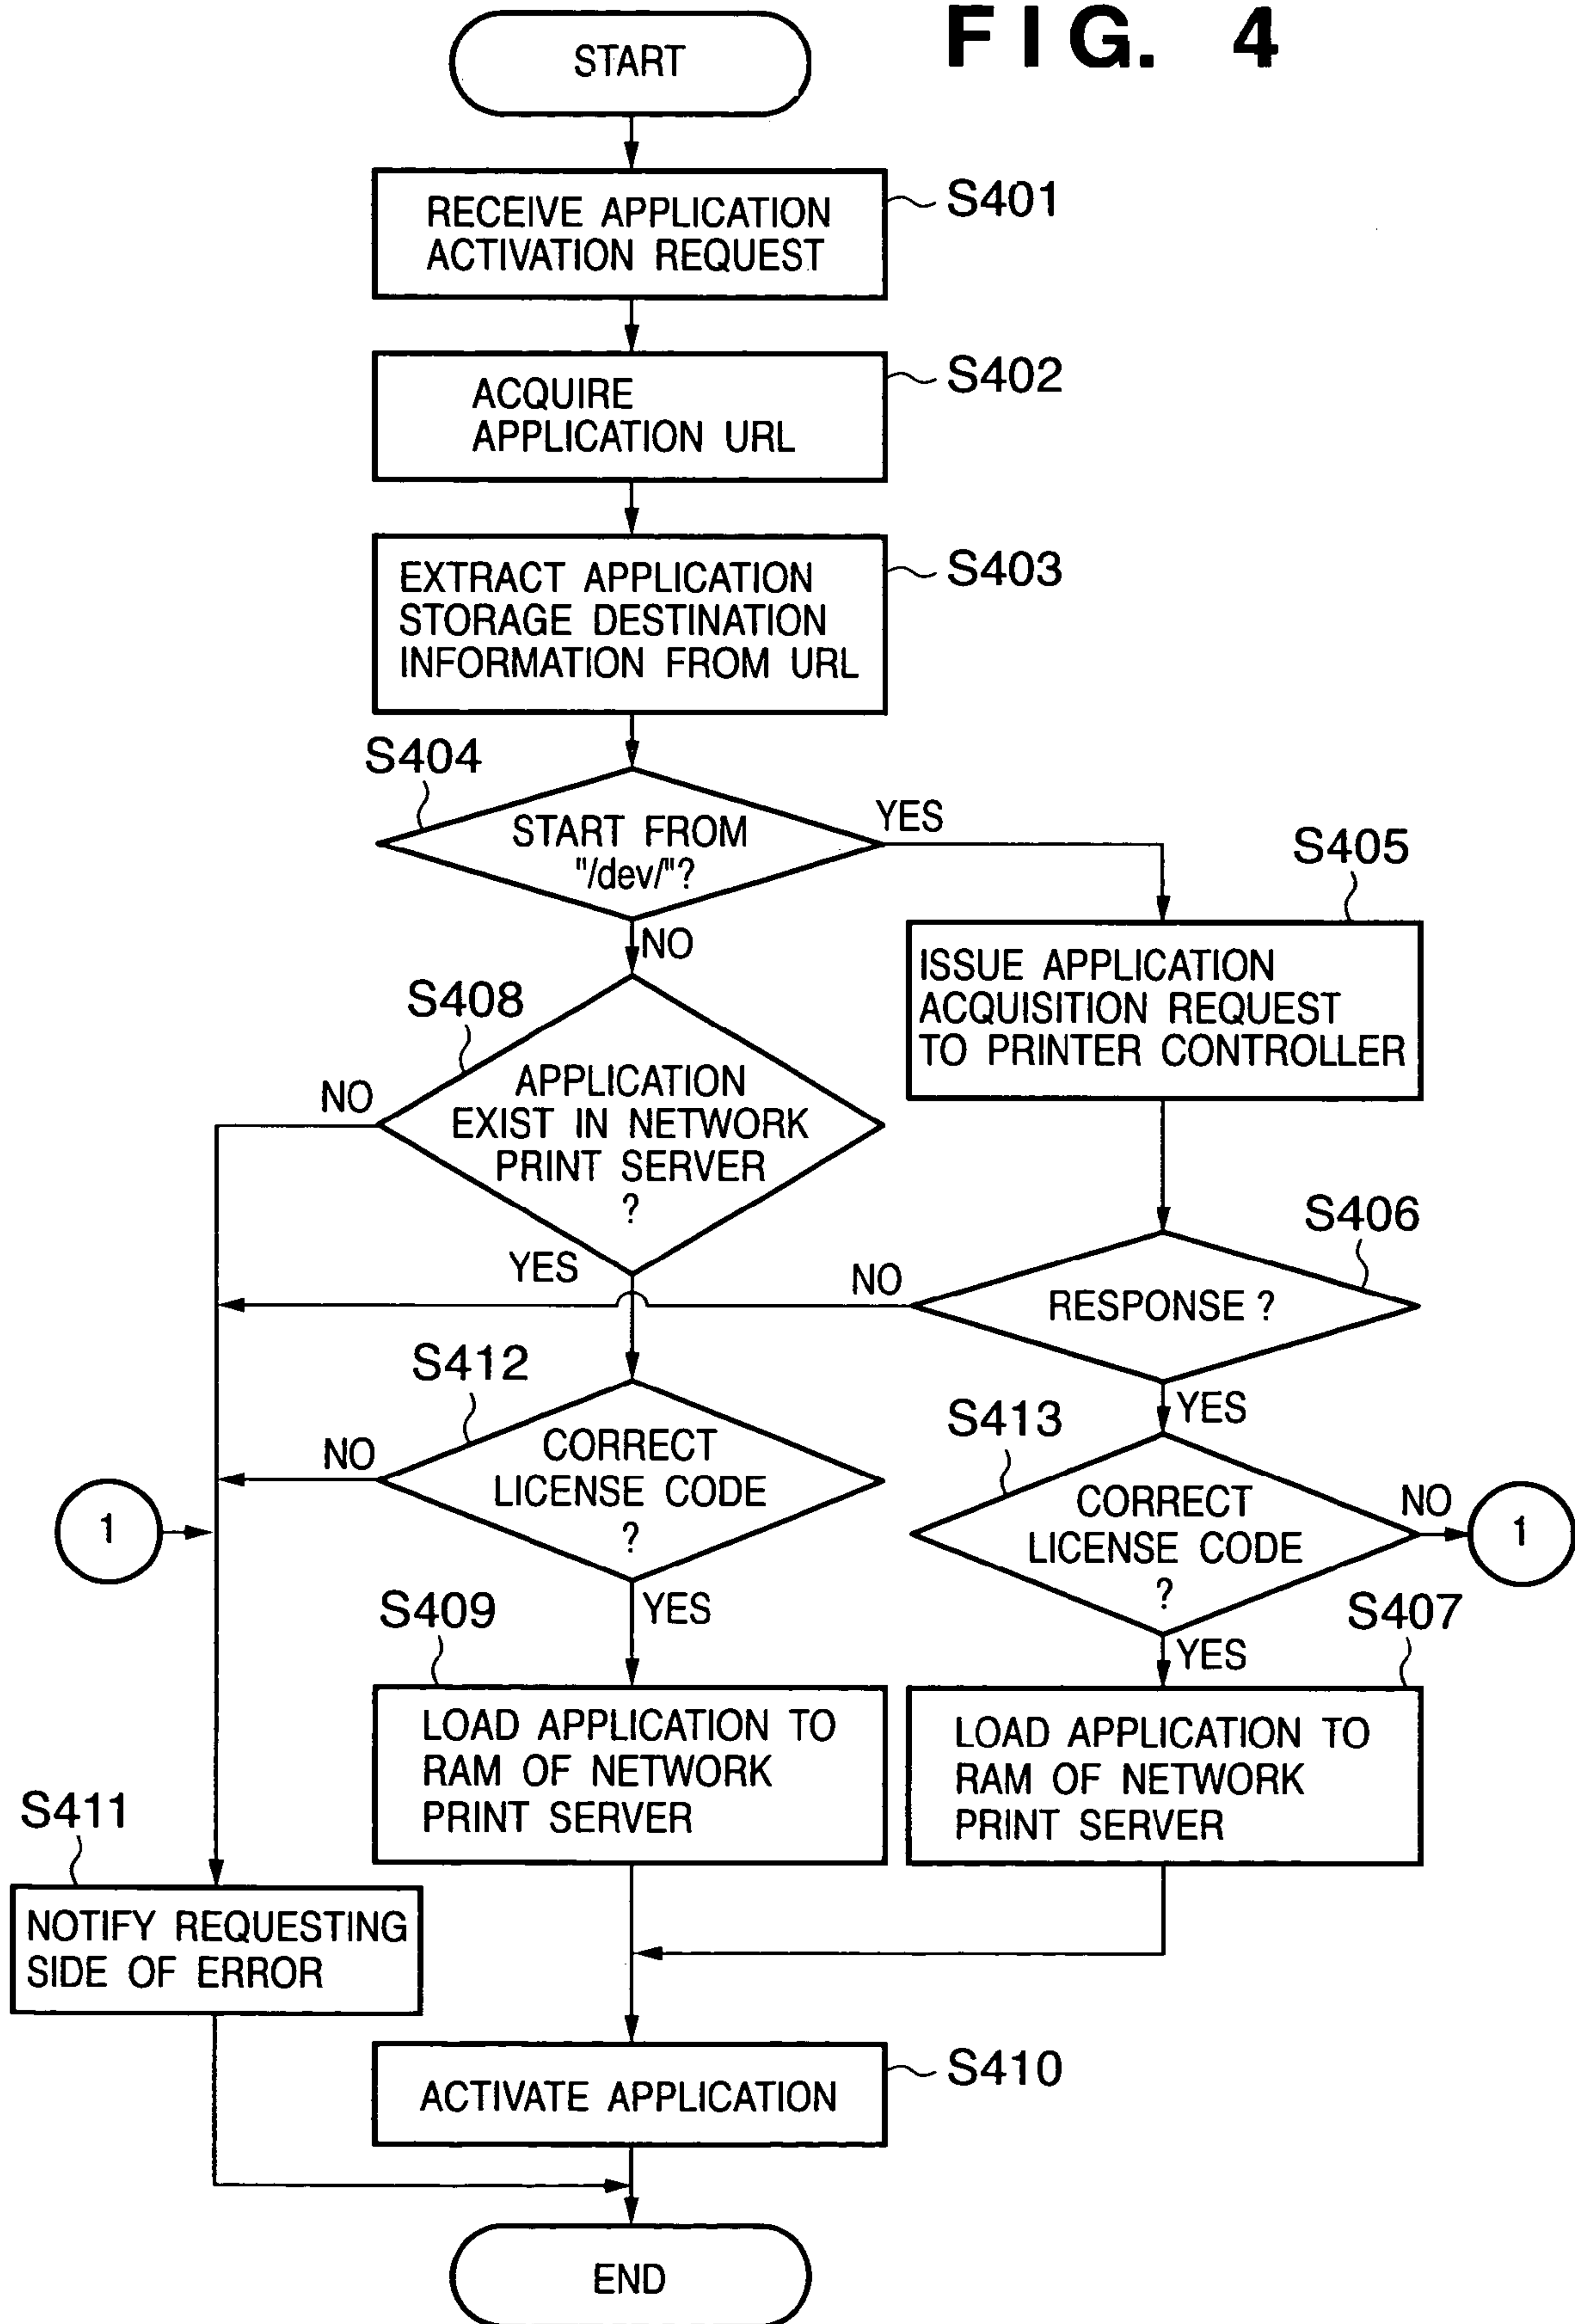 FIG. 4
START
RECEIVE APPLICATION
ACTIVATION REQUEST
S401
ACQUIRE
APPLICATION URL
S402
EXTRACT APPLICATION
STORAGE DESTINATION
INFORMATION FROM URL
S403
S404
START FROM
"/dev/"?
YES
NO
S405
ISSUE APPLICATION
ACQUISITION REQUEST
TO PRINTER CONTROLLER
S408
APPLICATION
EXIST IN NETWORK
PRINT SERVER
?
NO
YES
S406
RESPONSE ?
NO
YES
S412
CORRECT
LICENSE CODE
?
NO
YES
S413
CORRECT
LICENSE CODE
?
NO
1
YES
1
S409
LOAD APPLICATION TO
RAM OF NETWORK
PRINT SERVER
S407
LOAD APPLICATION TO
RAM OF NETWORK
PRINT SERVER
S411
NOTIFY REQUESTING
SIDE OF ERROR
ACTIVATE APPLICATION
S410
END